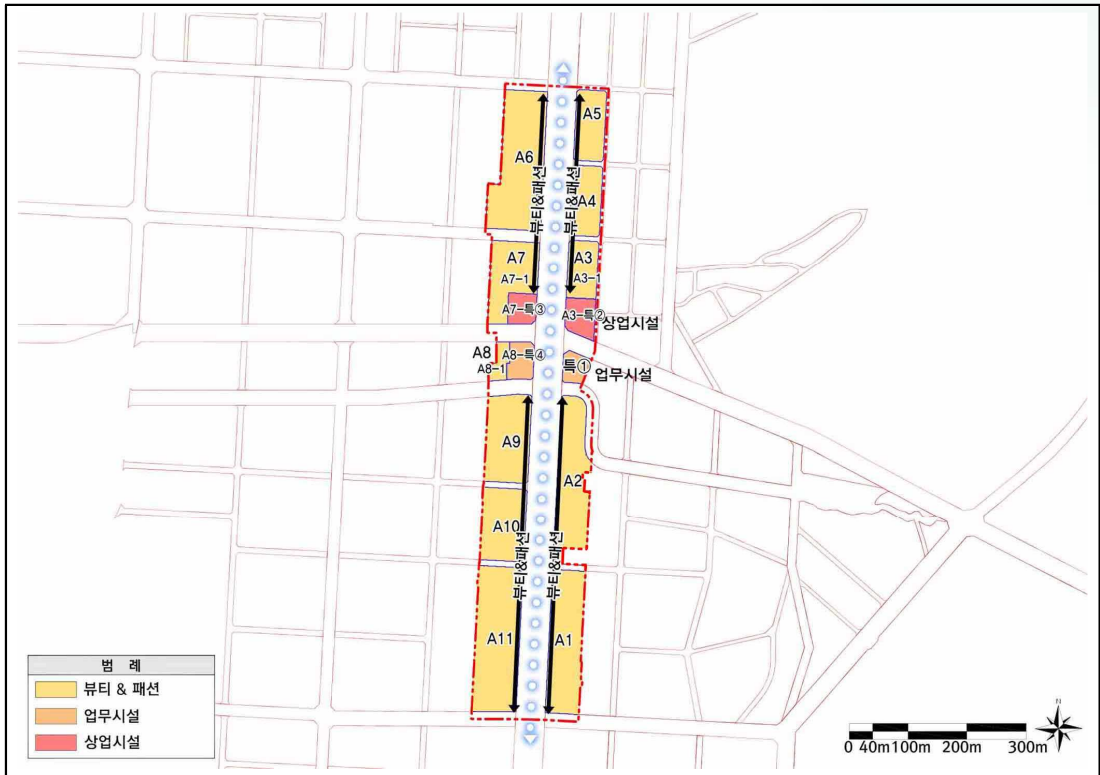 A5
A6
뷰티&패션
뷰티&패션
A4
A7
A3
A7-1
A3-1
A7-특③
A3-특②
상업시설
A8
A8-특④
특①
A8-1
업무시설
A9
A2
A10
뷰티&패션
뷰티&패션
A11
A1
범 례
뷰티 & 패션
업무시설
상업시설
N
0 40m 100m 200m 300m